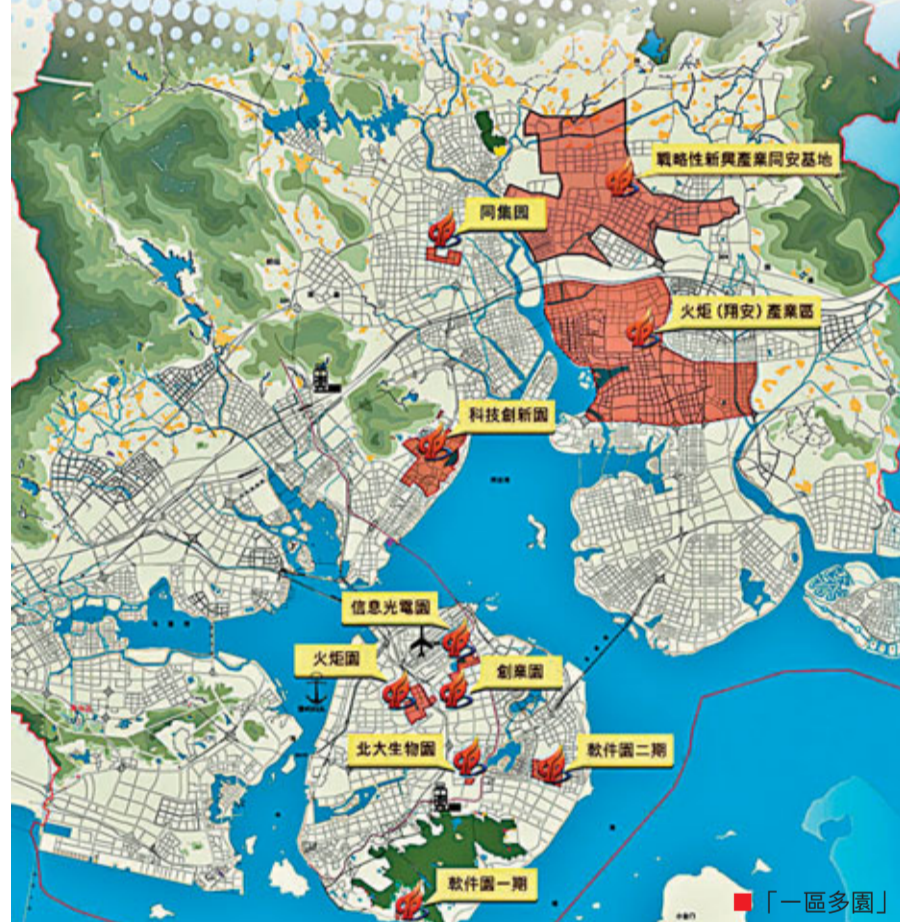 戰略性新興產業同安基地
同集園
火炬（翔安）產業區
科技創新園
信息光電園
火炬園
創業園
北大生物園
軟件園二期
軟件園一期
「一區多園」